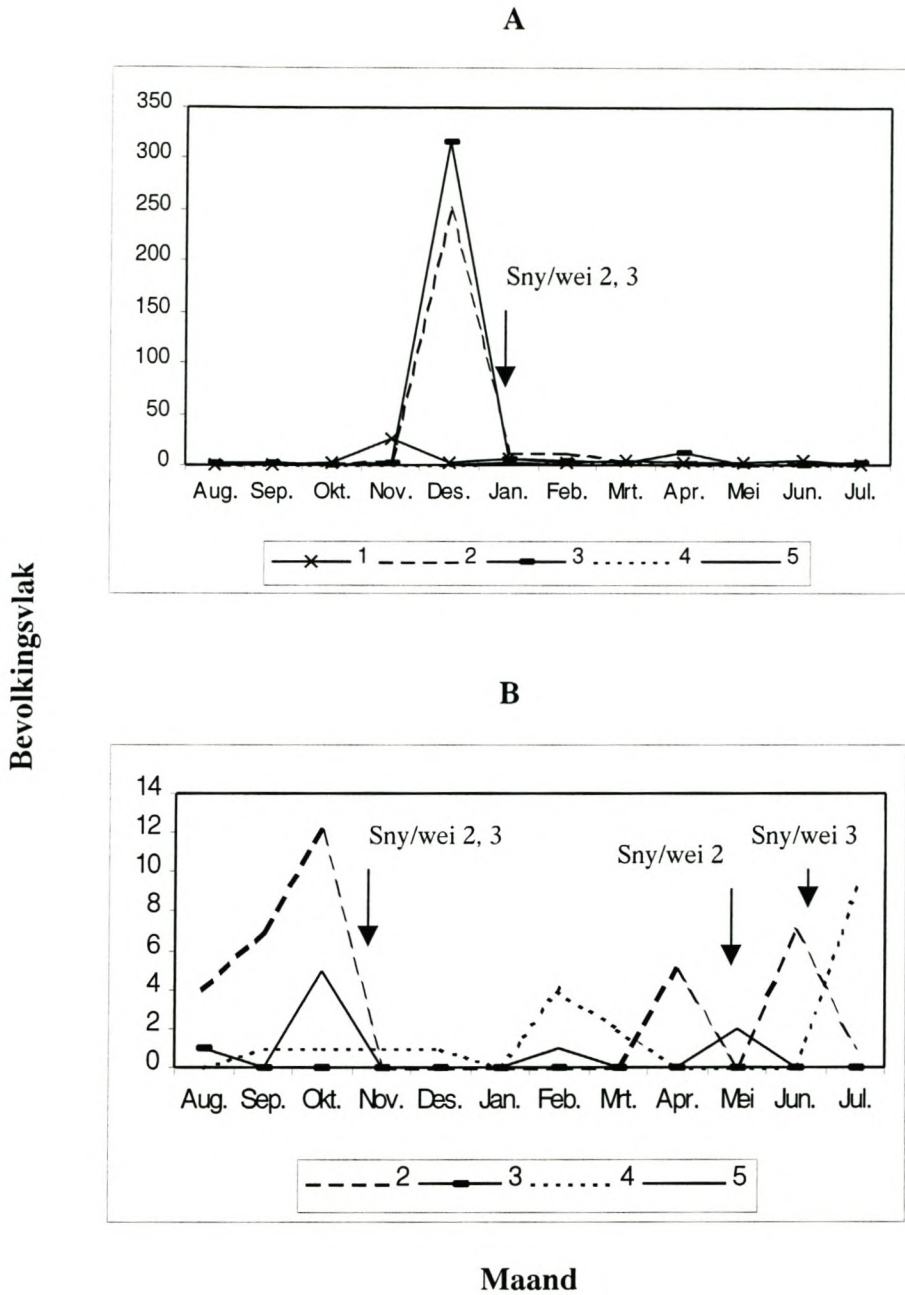 A
350
300
250
200
150
100
50
0
Sny/wei 2, 3
Aug. Sep. Okt. Nov. Des. Jan. Feb. Mrt. Apr. Mei Jun. Jul.
1 2 3 4 5
Bevolkingsvlak
B
14
12
10
8
6
4
2
0
Sny/wei 2, 3
Sny/wei 2
Sny/wei 3
Aug. Sep. Okt. Nov. Des. Jan. Feb. Mrt. Apr. Mei Jun. Jul.
2 3 4 5
Maand